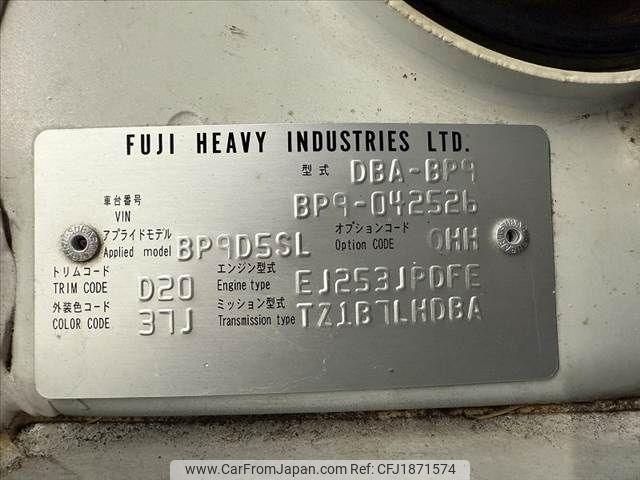 FUJI HEAVY INDUSTRIES LTD.
型式 DBA-BP9
車台番号
VIN BP9-042526
アプライドモデル オプションコード
Applied model BP9D5SL Option CODE OHH
トリムコード エンジン型式
TRIM CODE D20 Engine type EJ253JPDFE
外装色コード ミッション型式
COLOR CODE 37J Transmission type TZ1B7LHDBA
www.CarFromJapan.com Ref No. CFJ1871574